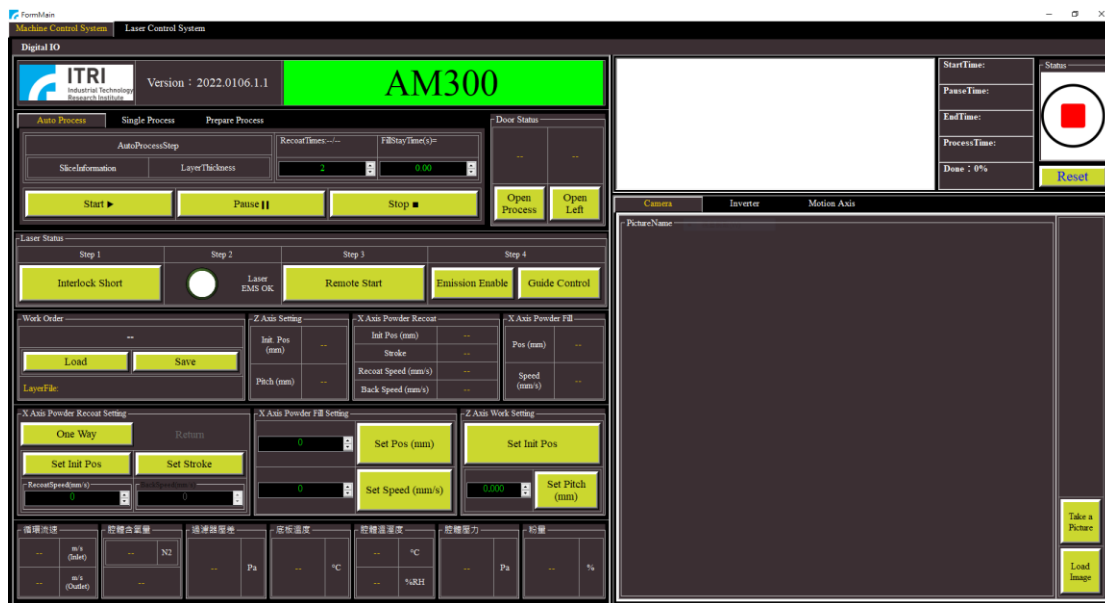 FormMain
Machine Control System Laser Control System
Digital IO
ITRI
Industrial Technology
Research Institute
Version：2022.0106.1.1
AM300
Auto Process Single Process Prepare Process
AutoProcessStep
SliceInformation LayerThickness
RecoatTimes:--/-- FillStayTime(s)=
2 0.00
Start Pause Stop
Door Status
-- --
Open Process
Open Left
StartTime:
PauseTime:
EndTime:
ProcessTime:
Done：0%
Status
Reset
Laser Status
Step 1 Step 2 Step 3 Step 4
Interlock Short
Laser
EMS OK
Remote Start
Emission Enable
Guide Control
Work Order
--
Load Save
LayerFile:
Z Axis Setting
Init. Pos
(mm)
--
Pitch (mm) --
X Axis Powder Recoat
Init Pos (mm) --
Stroke --
Recoat Speed (mm/s) --
Back Speed (mm/s) --
X Axis Powder Fill
Pos (mm) --
Speed
(mm/s)
--
X Axis Powder Recoat Setting
One Way Return
Set Init Pos Set Stroke
RecoatSpeed(mm/s) BackSpeed(mm/s)
0 0
X Axis Powder Fill Setting
0 Set Pos (mm)
0 Set Speed (mm/s)
Z Axis Work Setting
Set Init Pos
0.000 Set Pitch
(mm)
循環流速
-- m/s
(Inlet)
-- m/s
(Outlet)
腔體含氧量
-- N2
--
過濾器壓差
-- Pa
底板溫度
-- °C
腔體溫溼度
-- °C
-- %RH
腔體壓力
-- Pa
粉量
-- %
Camera Inverter Motion Axis
PictureName
Take a
Picture
Load
Image